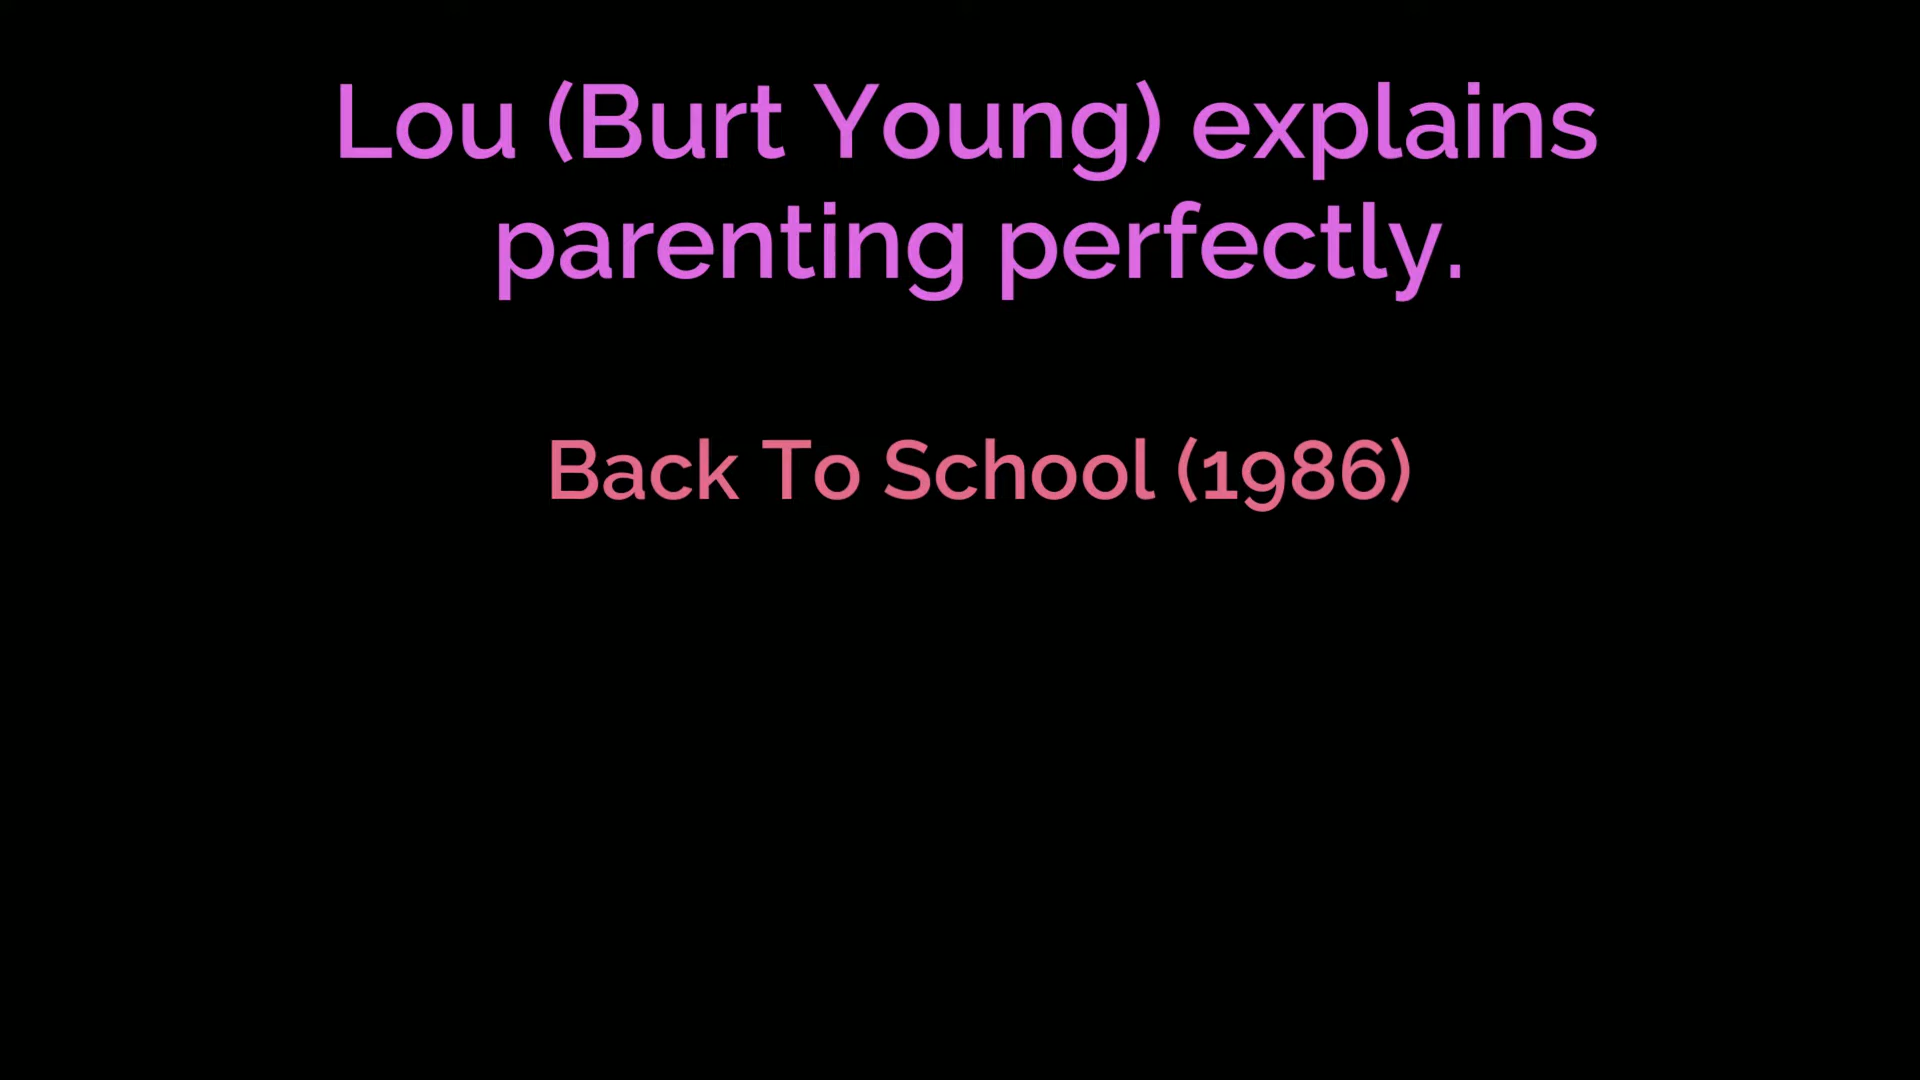 Lou (Burt Young) explains
parenting perfectly.
Back To School (1986)